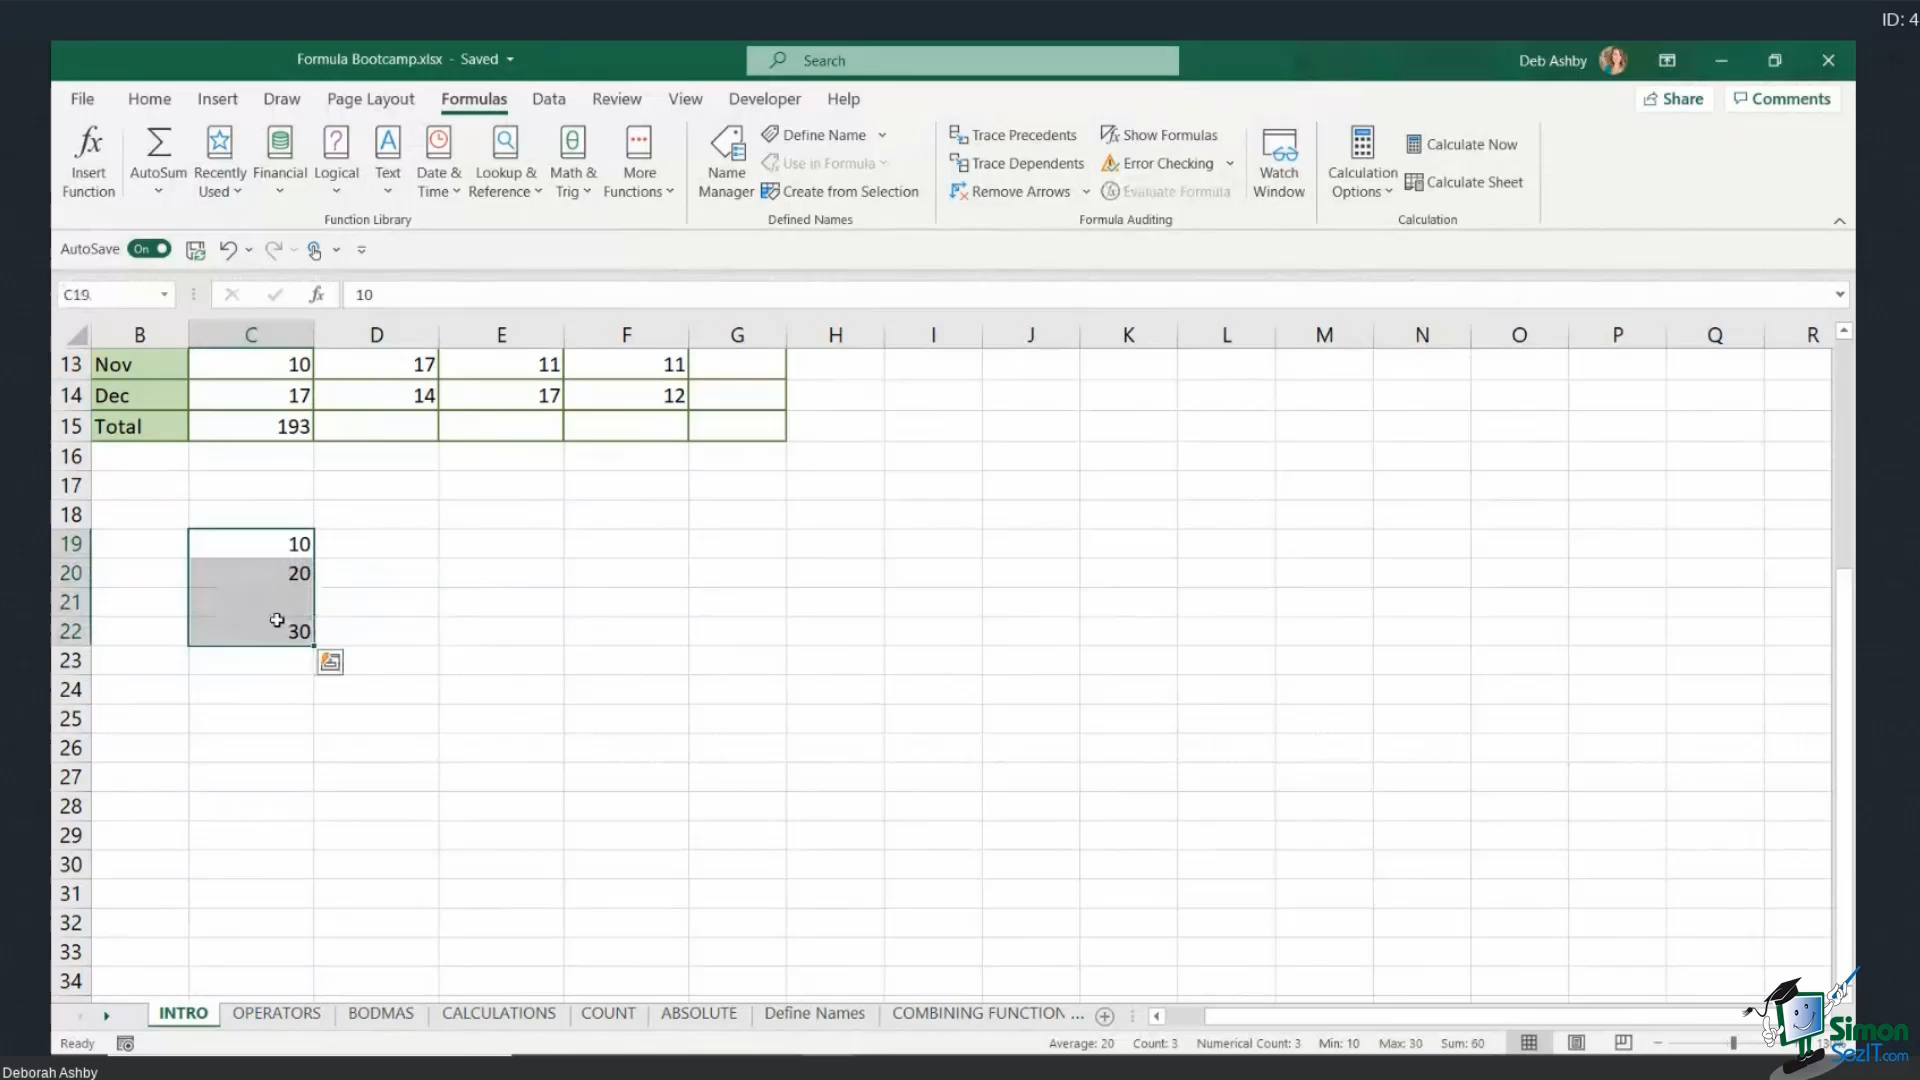 ID: 4
Formula Bootcamp.xlsx - Saved
Search
Deb Ashby
File Home Insert Draw Page Layout Formulas Data Review View Developer Help
Share Comments
Insert Function
AutoSum
Recently Used
Financial
Logical
Text
Date & Time
Lookup & Reference
Math & Trig
More Functions
Function Library
Name Manager
Define Name
Use in Formula
Create from Selection
Defined Names
Trace Precedents
Trace Dependents
Remove Arrows
Show Formulas
Error Checking
Evaluate Formula
Formula Auditing
Watch Window
Calculation Options
Calculate Now
Calculate Sheet
Calculation
AutoSave On
C19 fx 10
B C D E F G H I J K L M N O P Q R
13 Nov 10 17 11 11
14 Dec 17 14 17 12
15 Total 193
16
17
18
19 10
20 20
21
22 30
23
24
25
26
27
28
29
30
31
32
33
34
INTRO OPERATORS BODMAS CALCULATIONS COUNT ABSOLUTE Define Names COMBINING FUNCTION ...
Ready Average: 20 Count: 3 Numerical Count: 3 Min: 10 Max: 30 Sum: 60
Simon
SezIT.com
Deborah Ashby